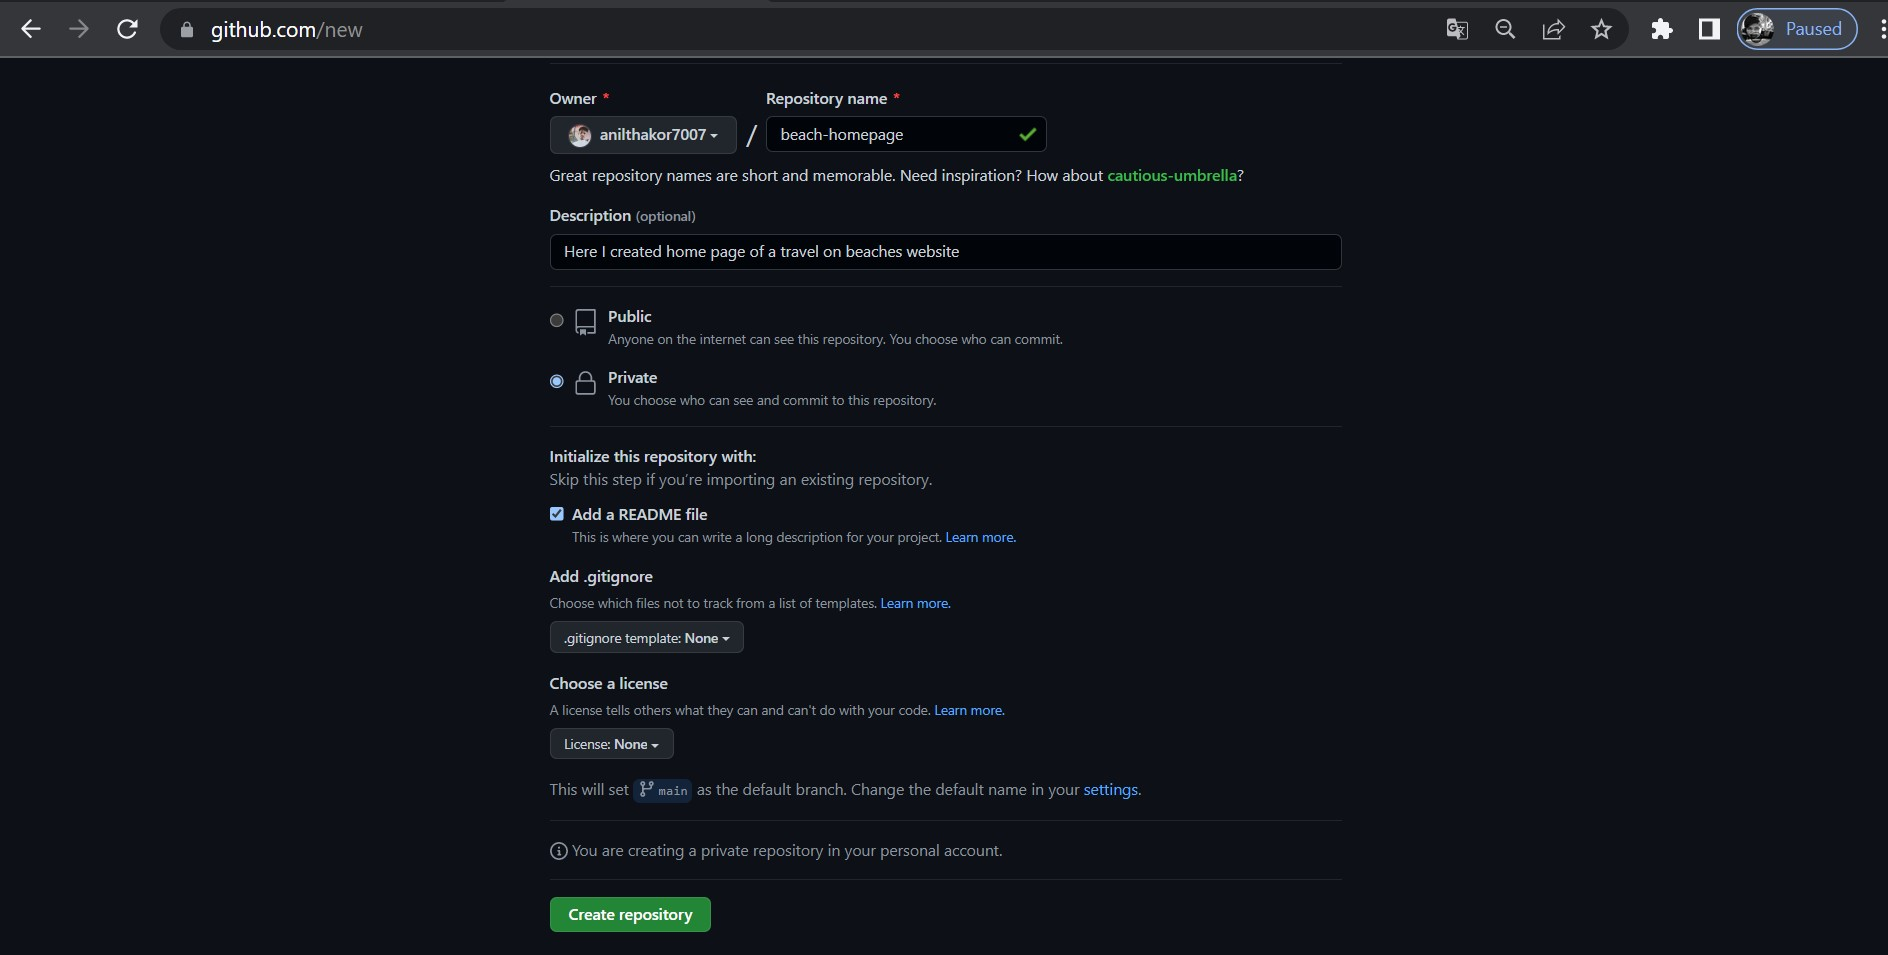 github.com/new
Paused
Owner * Repository name *
anilthakor7007 / beach-homepage
Great repository names are short and memorable. Need inspiration? How about cautious-umbrella?
Description (optional)
Here I created home page of a travel on beaches website
Public
Anyone on the internet can see this repository. You choose who can commit.
Private
You choose who can see and commit to this repository.
Initialize this repository with:
Skip this step if you're importing an existing repository.
Add a README file
This is where you can write a long description for your project. Learn more.
Add .gitignore
Choose which files not to track from a list of templates. Learn more.
.gitignore template: None
Choose a license
A license tells others what they can and can't do with your code. Learn more.
License: None
This will set main as the default branch. Change the default name in your settings.
You are creating a private repository in your personal account.
Create repository